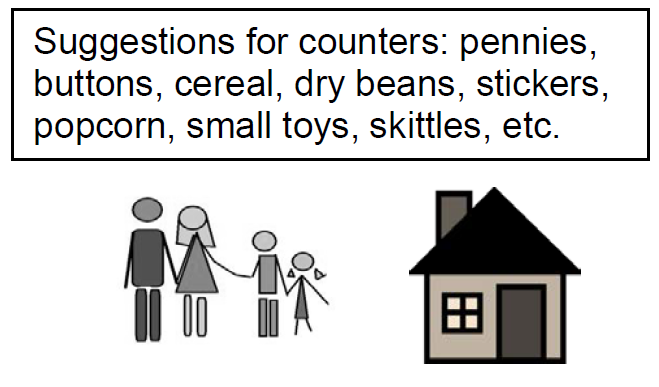 Suggestions for counters: pennies,
buttons, cereal, dry beans, stickers,
popcorn, small toys, skittles, etc.